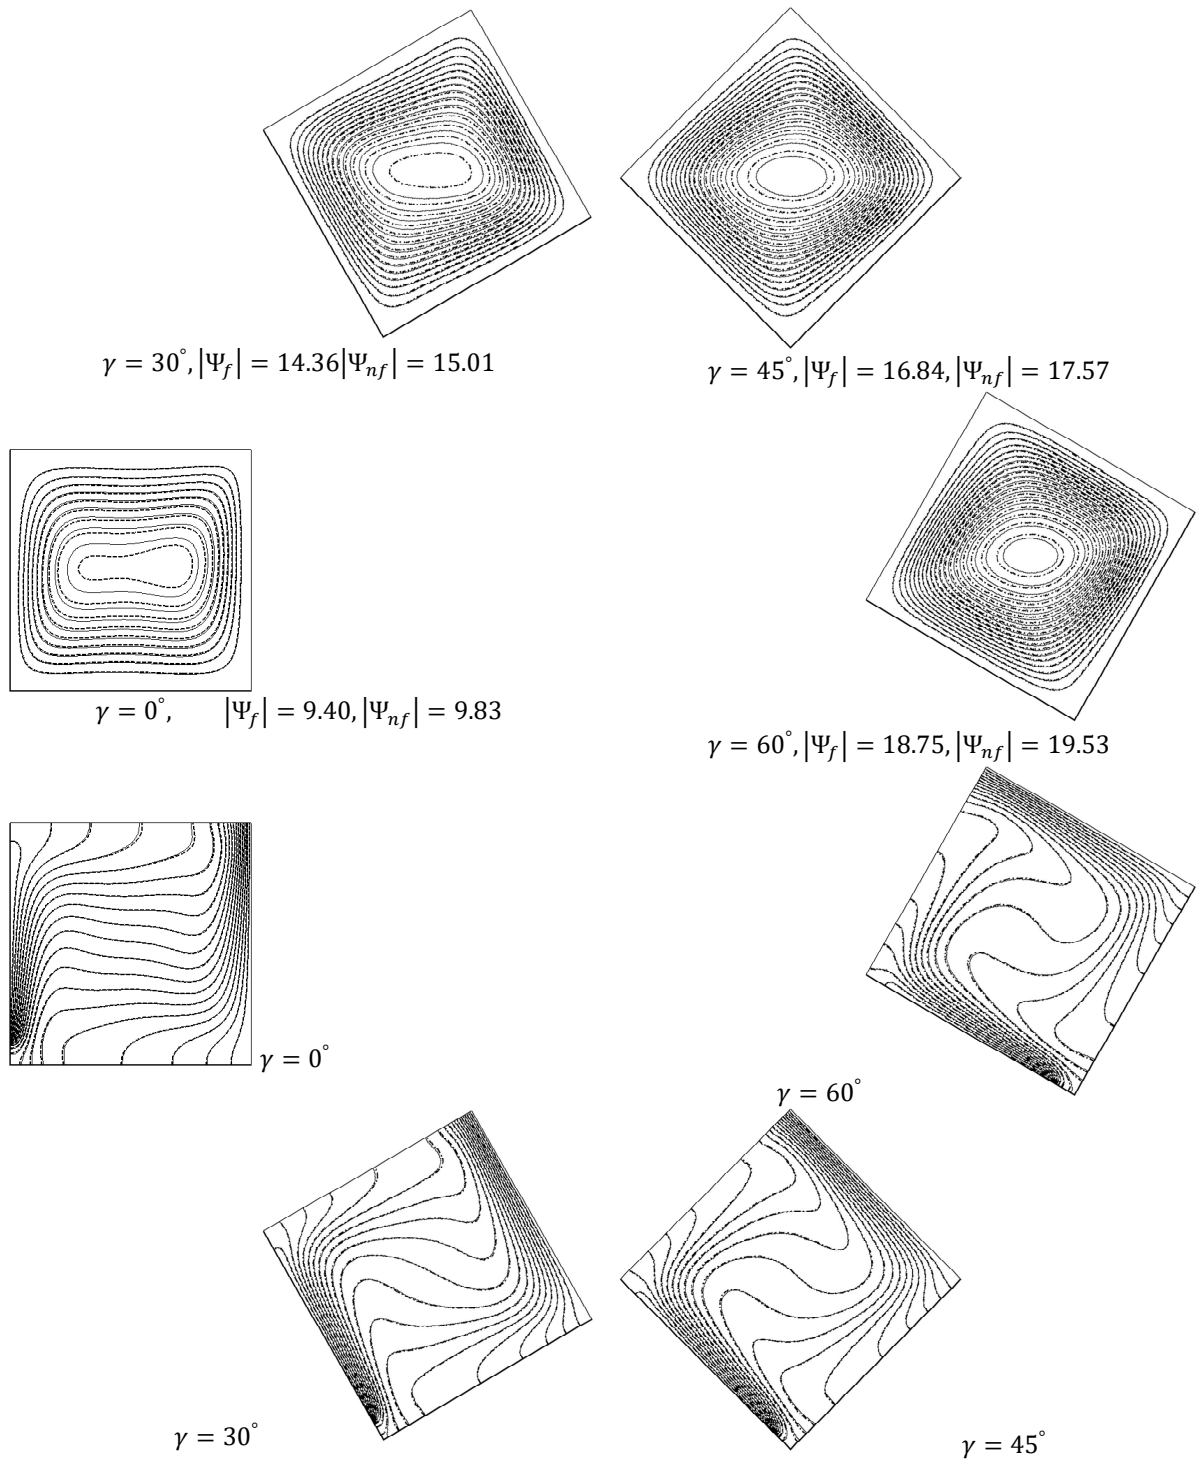 γ = 30°, |Ψ_f| = 14.36|Ψ_nf| = 15.01
γ = 45°, |Ψ_f| = 16.84, |Ψ_nf| = 17.57
γ = 0°, |Ψ_f| = 9.40, |Ψ_nf| = 9.83
γ = 60°, |Ψ_f| = 18.75, |Ψ_nf| = 19.53
γ = 0°
γ = 60°
γ = 30°
γ = 45°